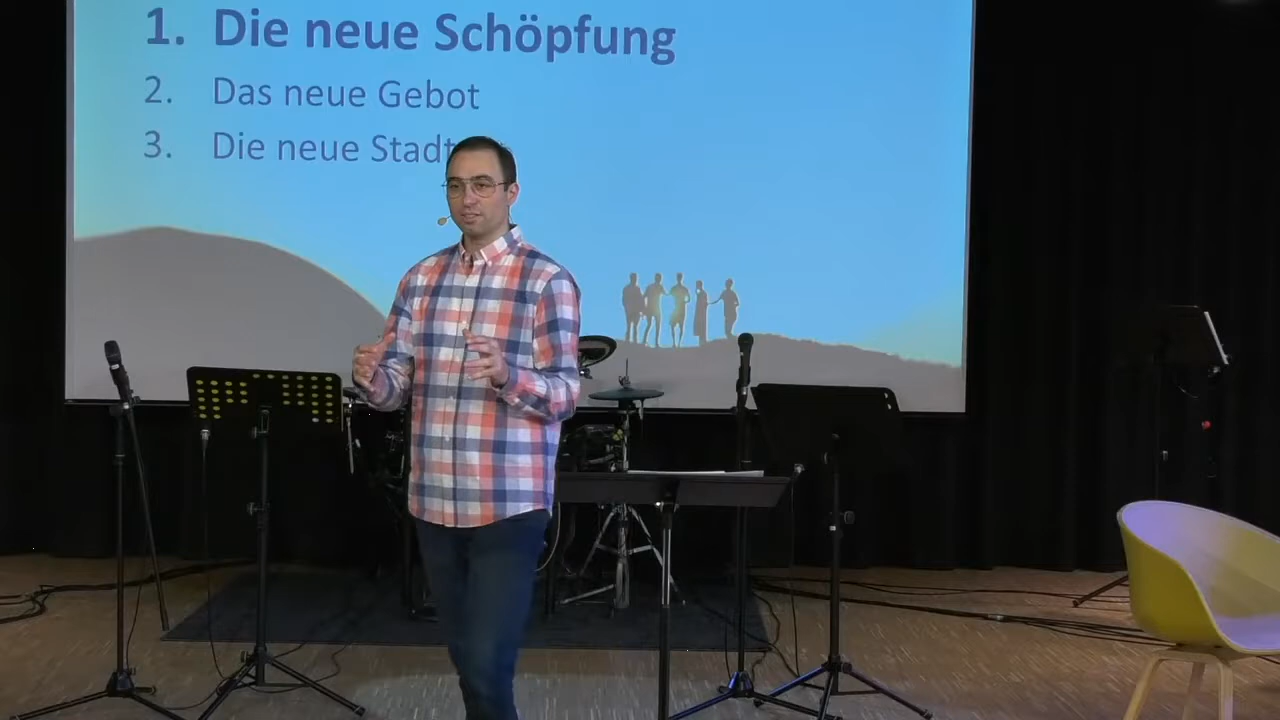 1. Die neue Schöpfung
2. Das neue Gebot
3. Die neue Stadt